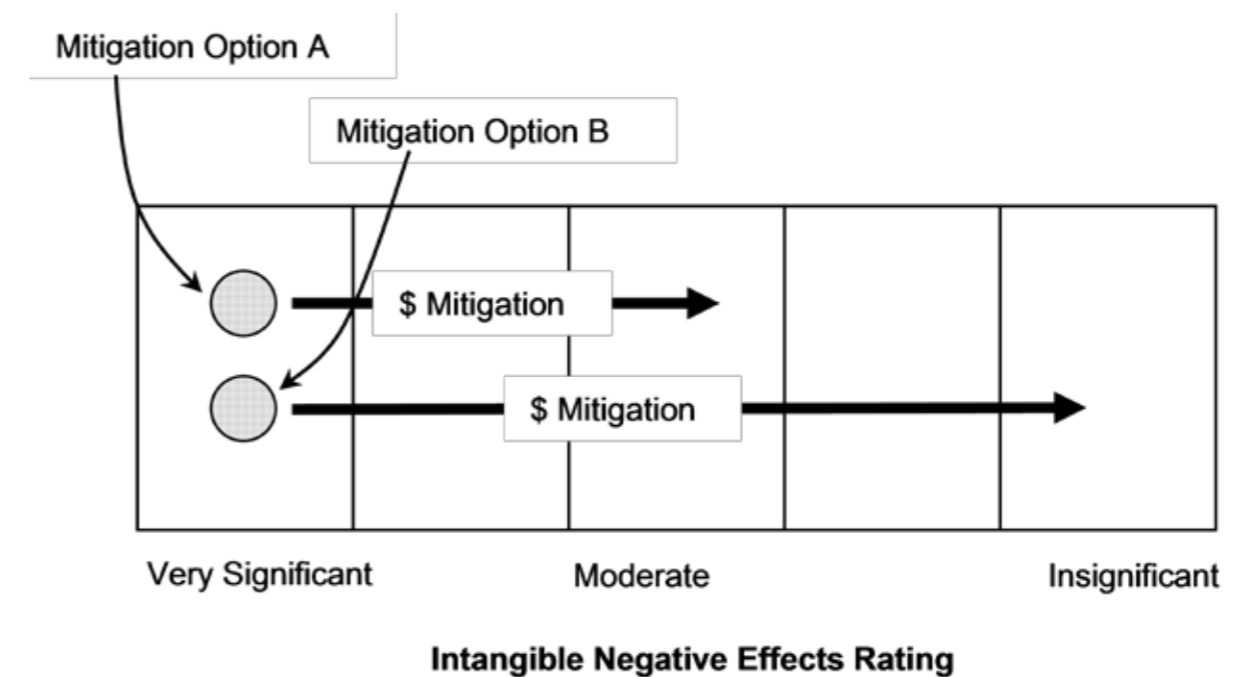 Mitigation Option A
Mitigation Option B
$ Mitigation
$ Mitigation
Very Significant
Moderate
Insignificant
Intangible Negative Effects Rating